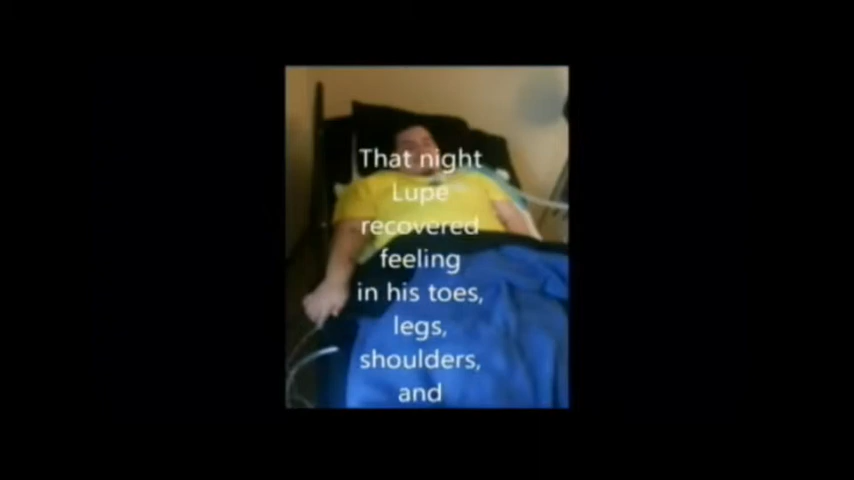 That night
Lupe
recovered
feeling
in his toes,
legs,
shoulders,
and